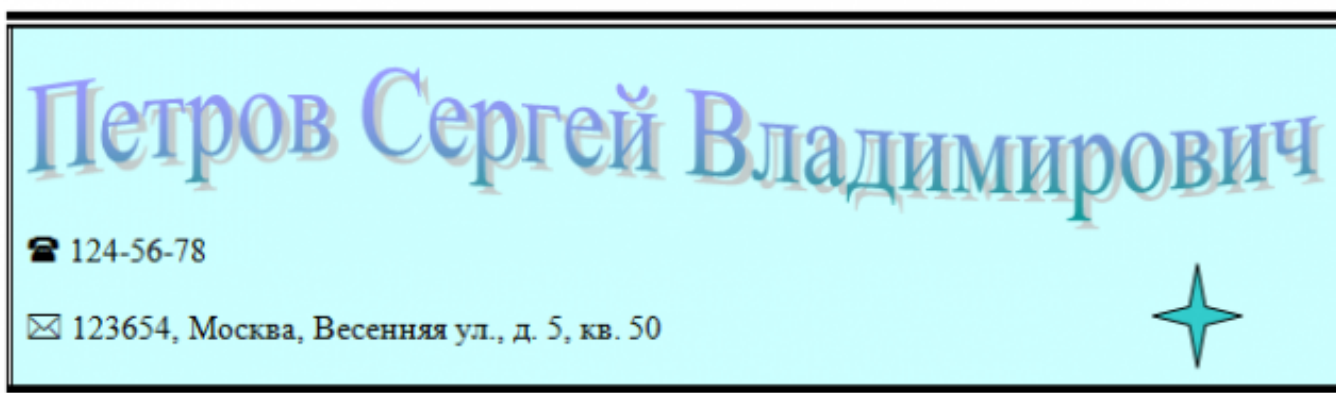 Петров Сергей Владимирович
☎ 124-56-78
✉ 123654, Москва, Весенняя ул., д. 5, кв. 50